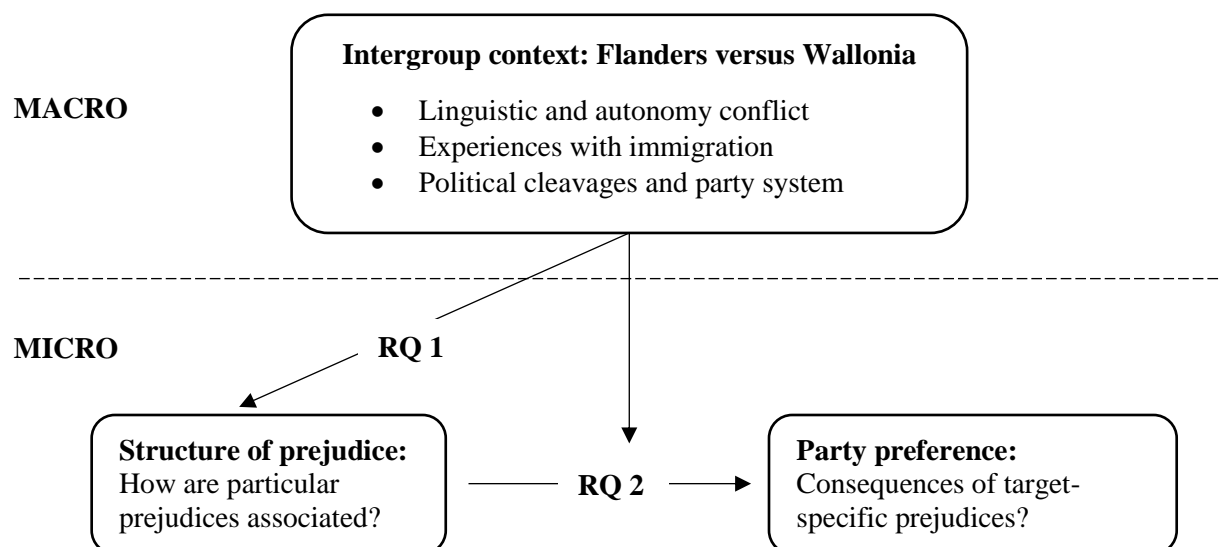 Intergroup context: Flanders versus Wallonia
MACRO
• Linguistic and autonomy conflict
• Experiences with immigration
• Political cleavages and party system
MICRO
RQ 1
Structure of prejudice:
How are particular
prejudices associated?
RQ 2
Party preference:
Consequences of target-
specific prejudices?